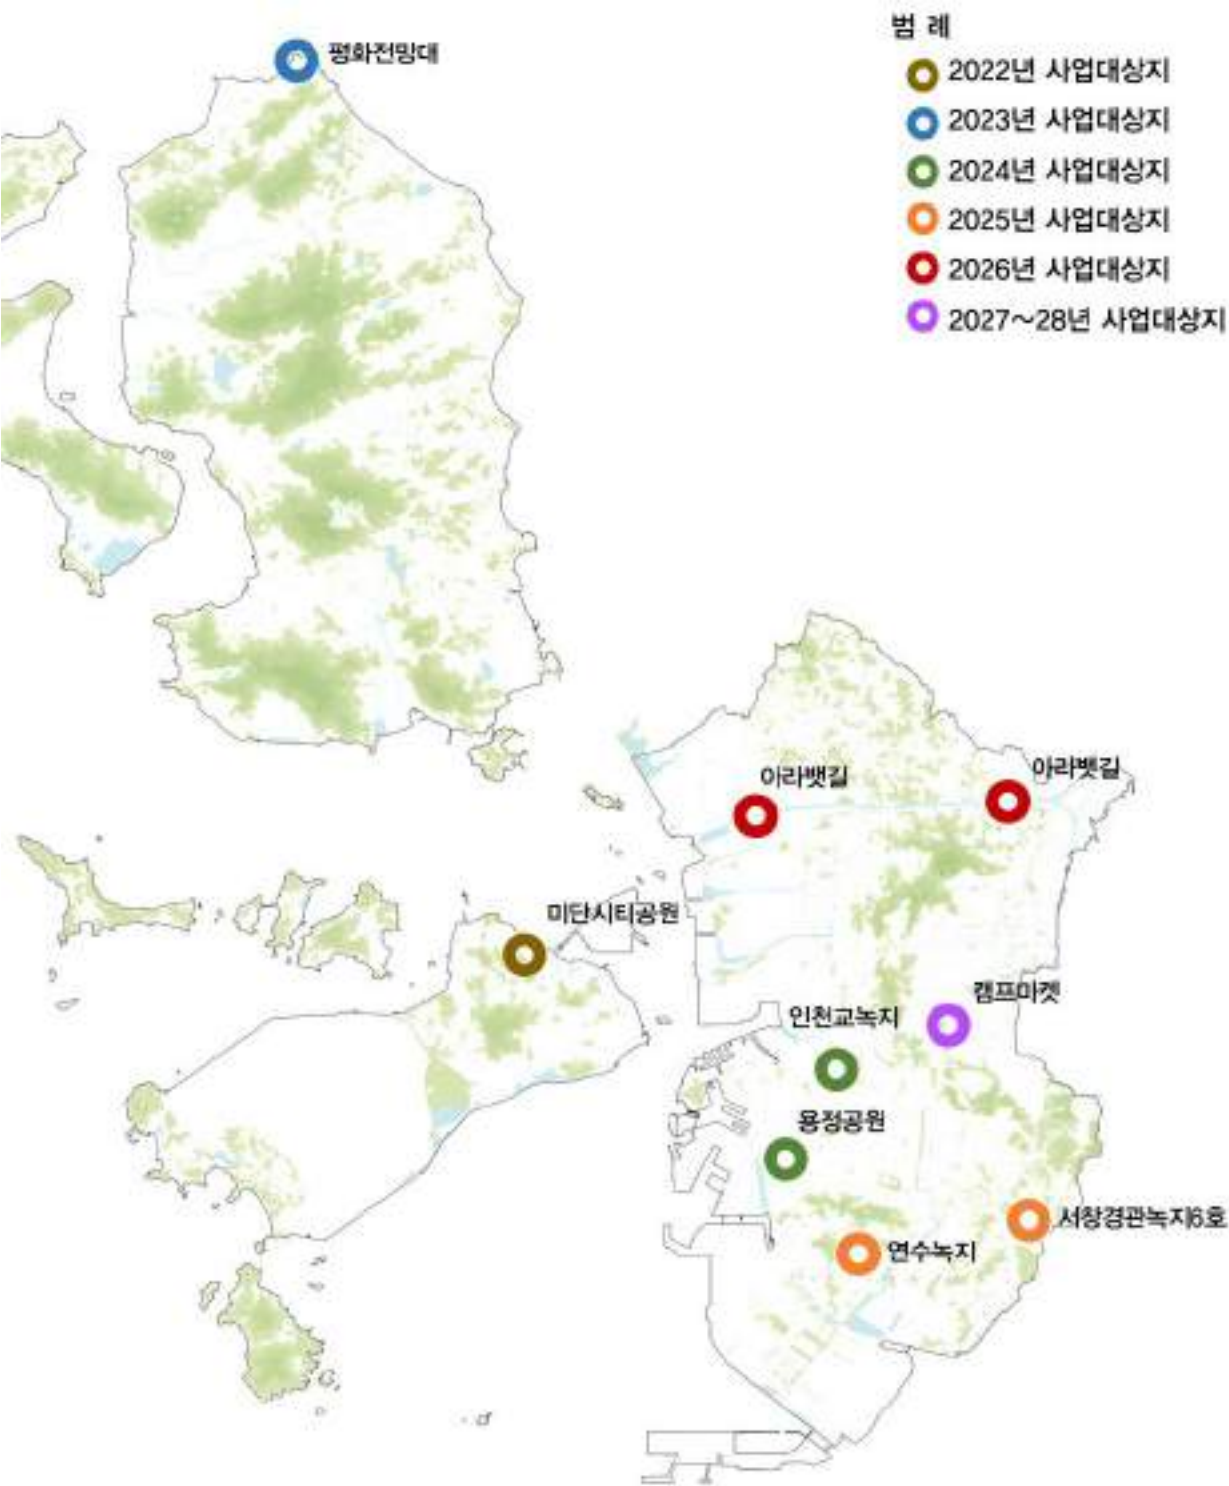 범 례
2022년 사업대상지
2023년 사업대상지
2024년 사업대상지
2025년 사업대상지
2026년 사업대상지
2027~28년 사업대상지
평화전망대
아라뱃길
아라뱃길
미단시티공원
캠프마켓
인천교녹지
용정공원
서창경관녹지6호
연수녹지